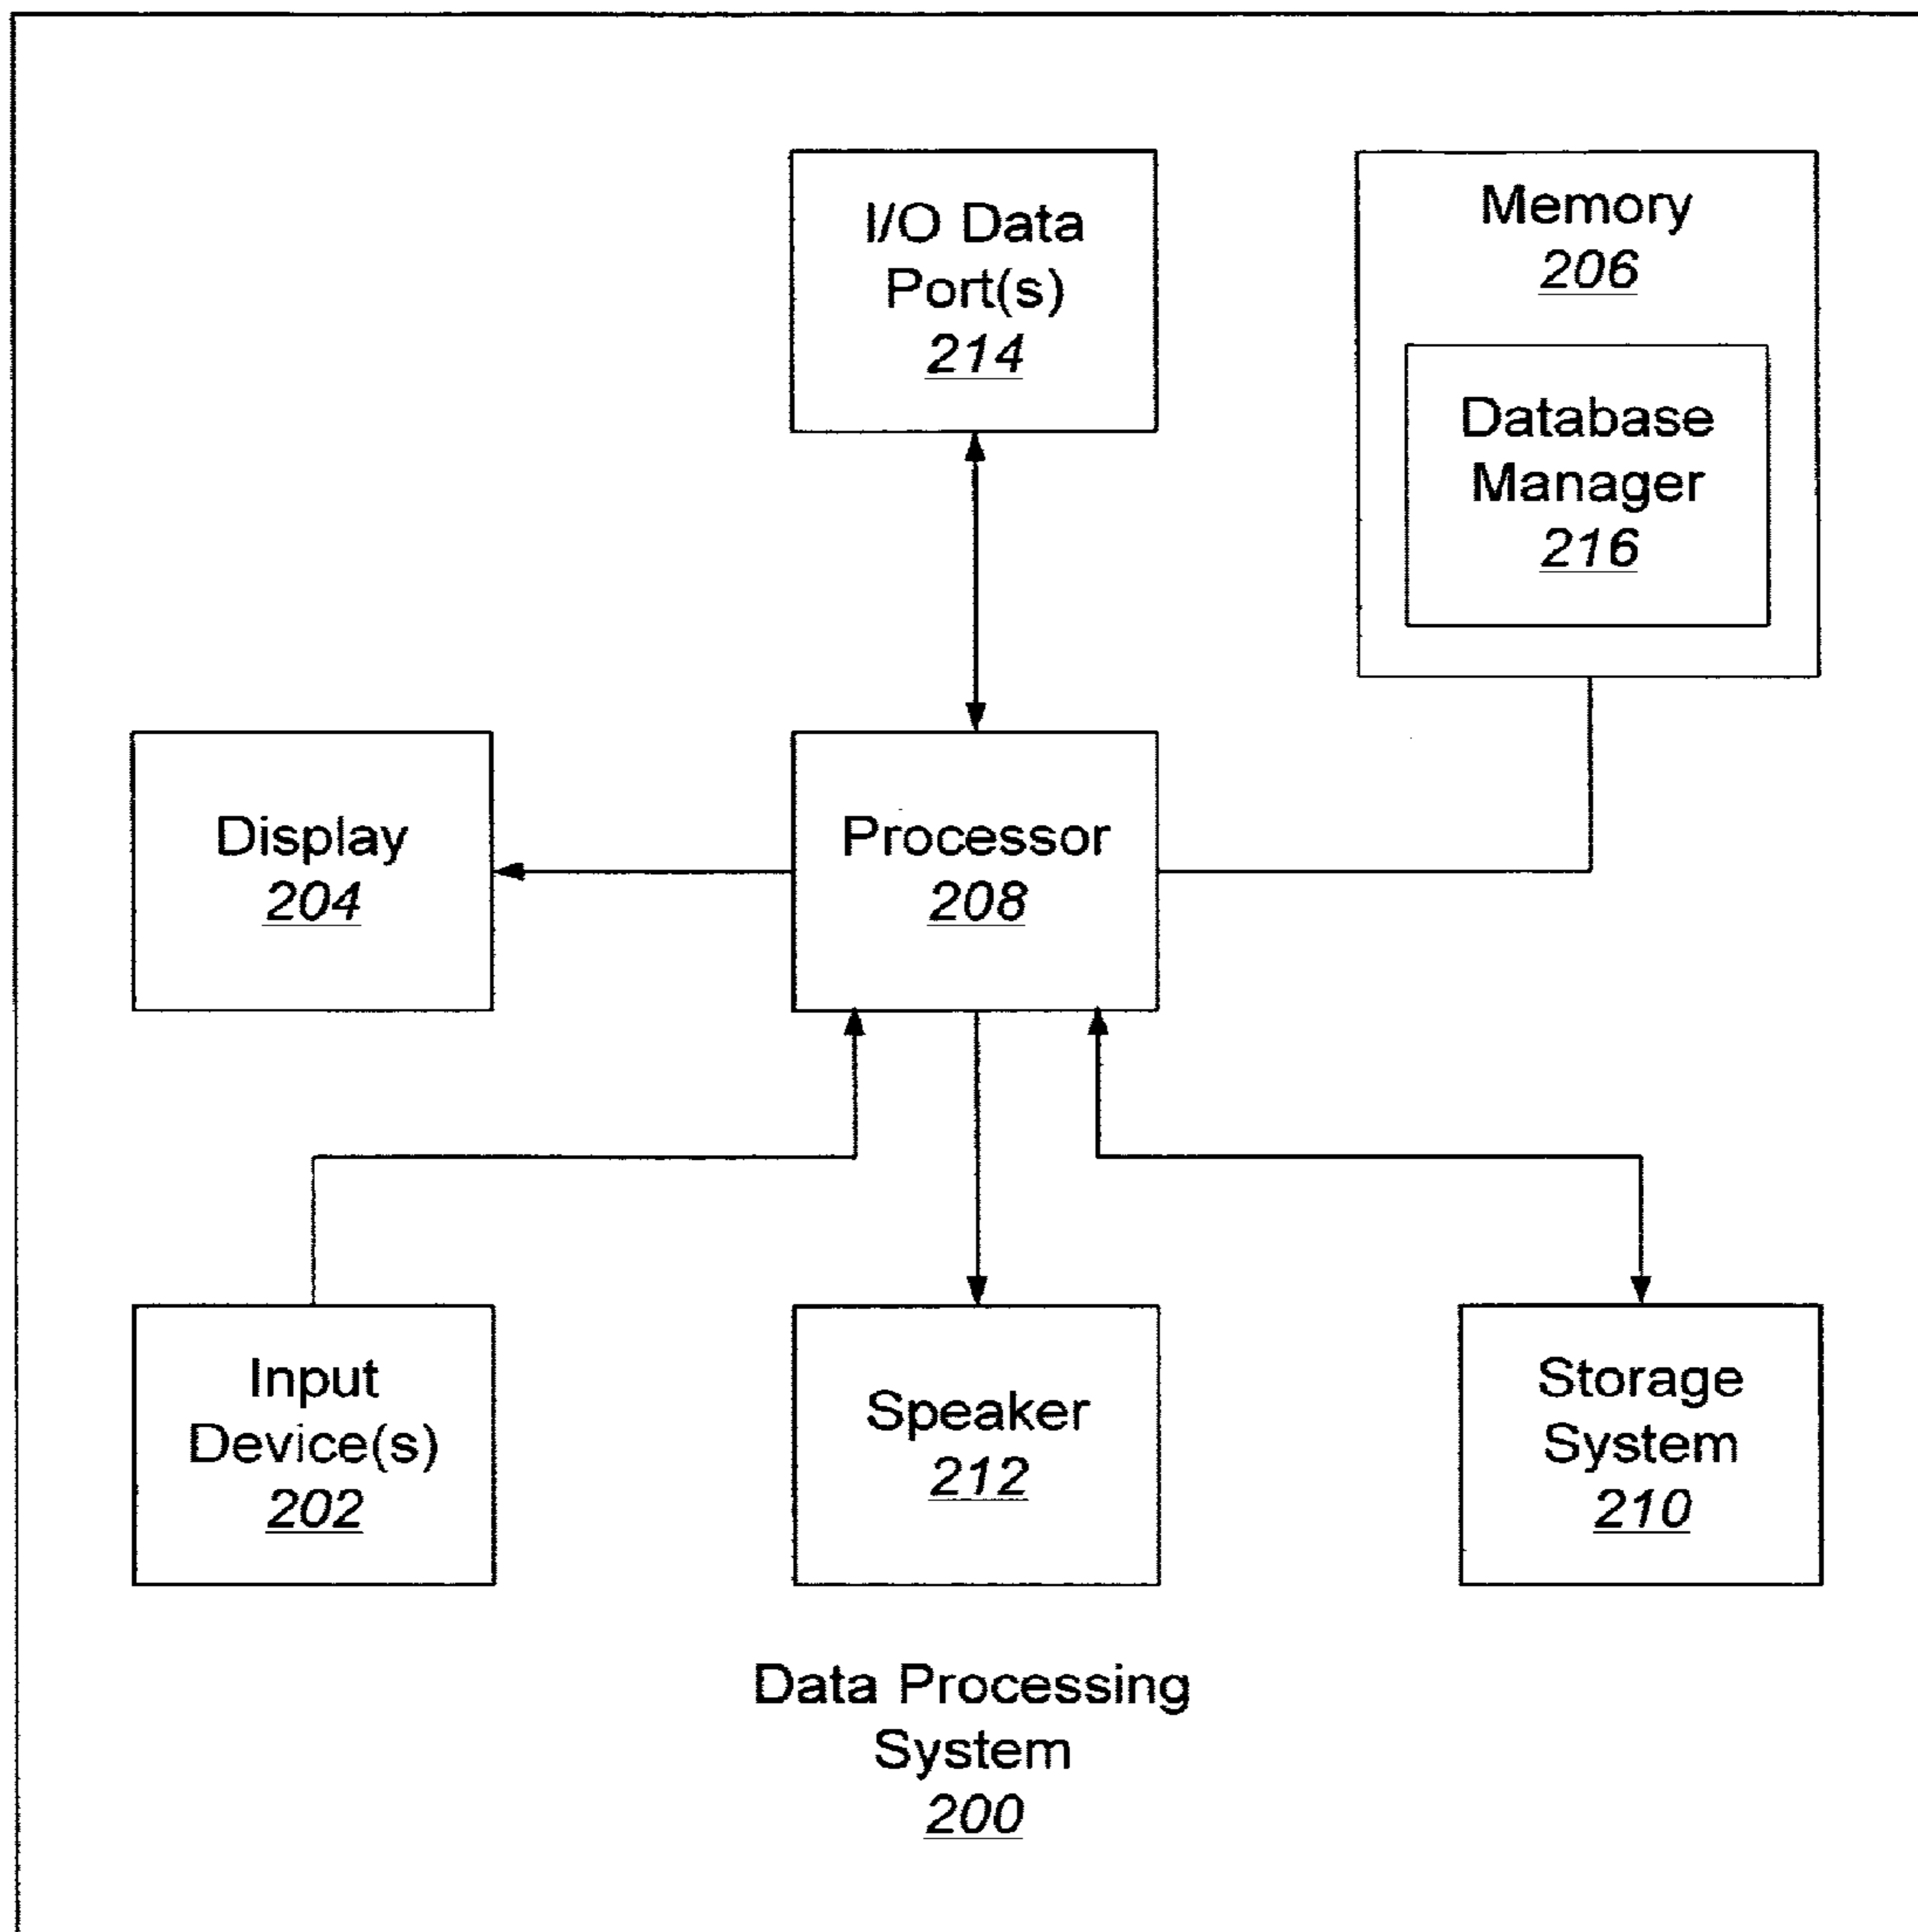 I/O Data
Port(s)
214
Memory
206
Database
Manager
216
Display
204
Processor
208
Input
Device(s)
202
Speaker
212
Storage
System
210
Data Processing
System
200